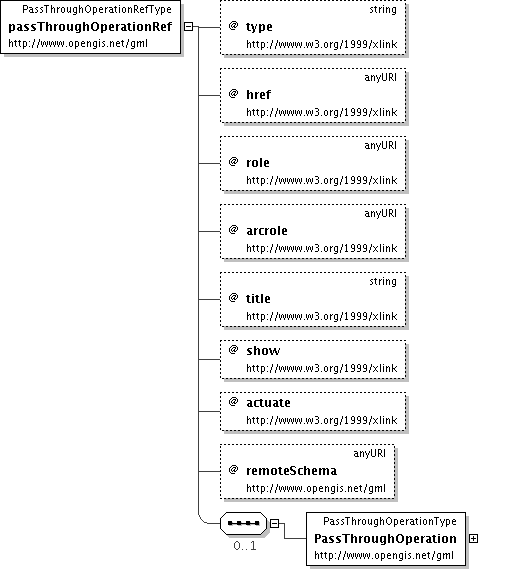 PassThroughOperationRefType
passThroughOperationRef
http://www.opengis.net/gml
string
@ type
http://www.w3.org/1999/xlink
anyURI
@ href
http://www.w3.org/1999/xlink
anyURI
@ role
http://www.w3.org/1999/xlink
anyURI
@ arcrole
http://www.w3.org/1999/xlink
string
@ title
http://www.w3.org/1999/xlink
@ show
http://www.w3.org/1999/xlink
@ actuate
http://www.w3.org/1999/xlink
anyURI
@ remoteSchema
http://www.opengis.net/gml
0..1
PassThroughOperationType
PassThroughOperation
http://www.opengis.net/gml